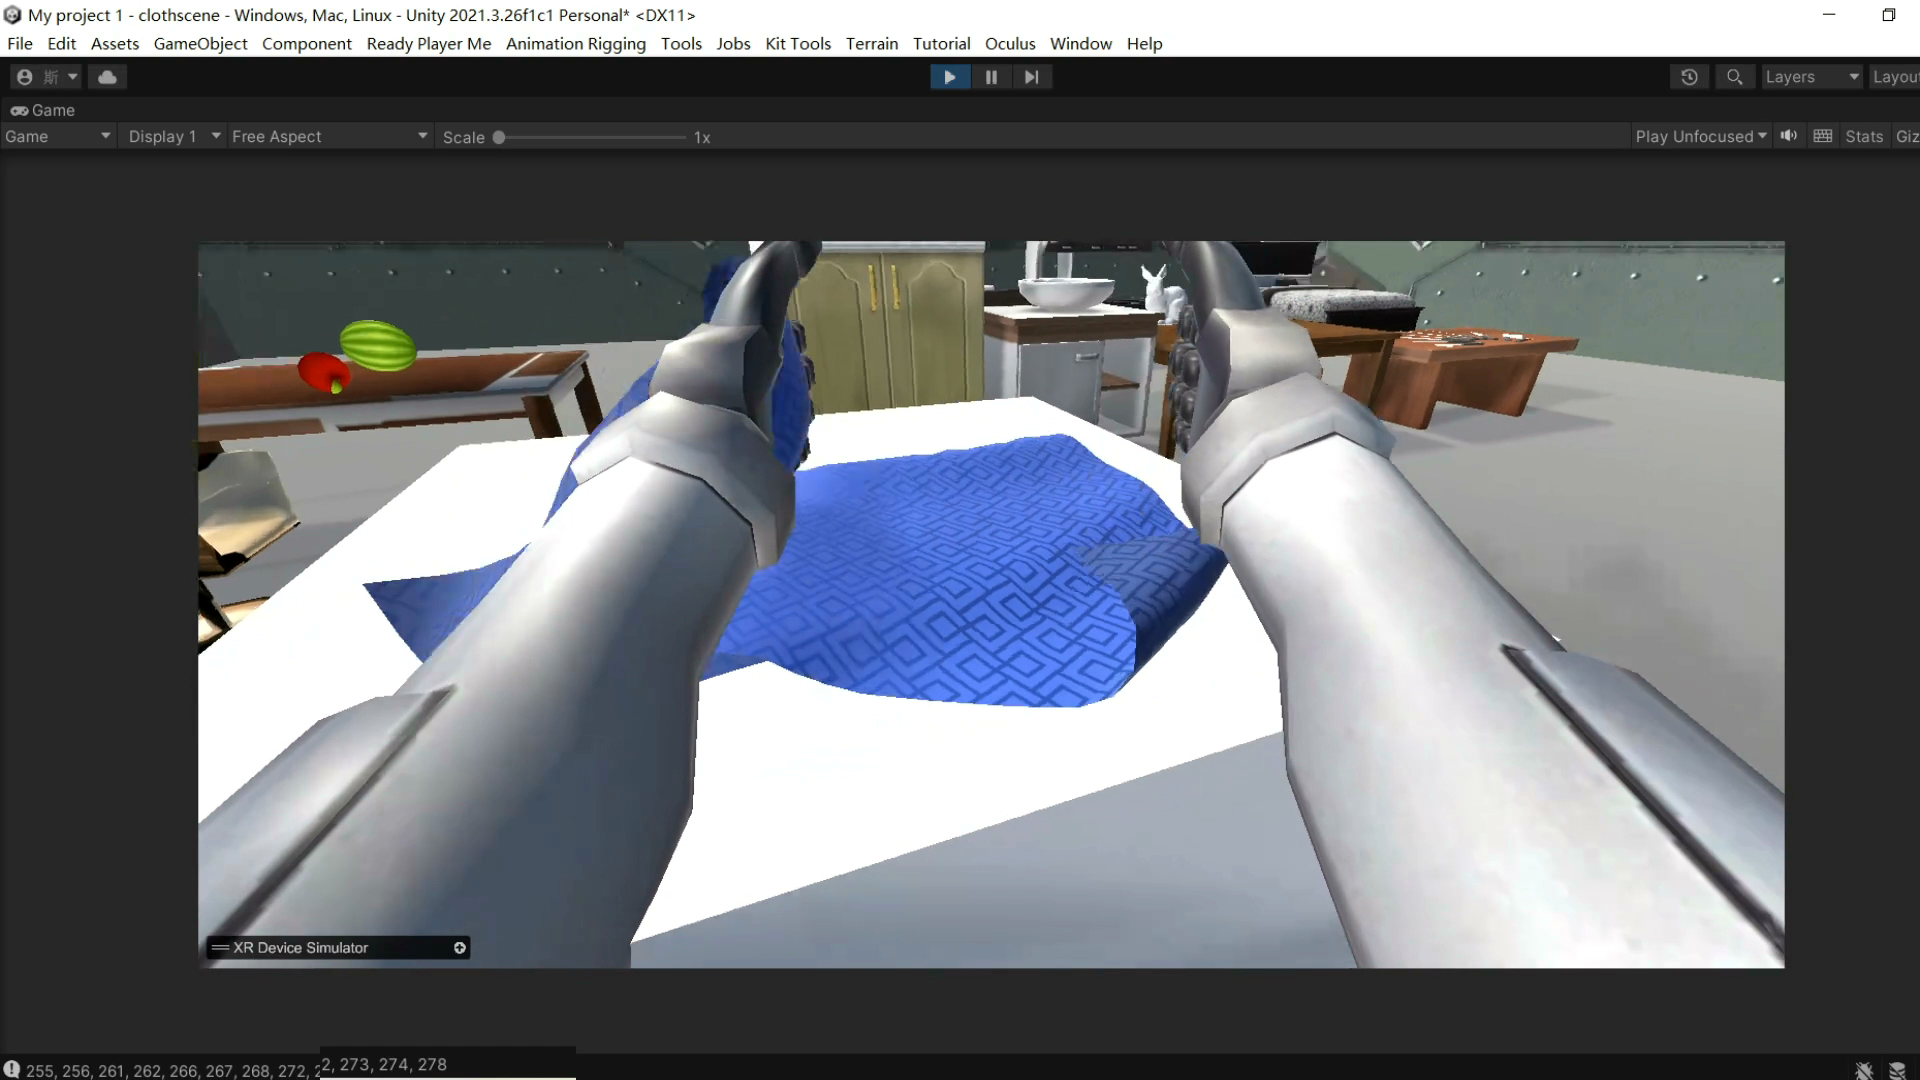 My project 1 - clothscene - Windows, Mac, Linux - Unity 2021.3.26f1c1 Personal* <DX11>
File Edit Assets GameObject Component Ready Player Me Animation Rigging Tools Jobs Kit Tools Terrain Tutorial Oculus Window Help
斯 Layers Layout
Game
Game Display 1 Free Aspect Scale 1x Play Unfocused Stats Giz
XR Device Simulator
255, 256, 261, 262, 266, 267, 268, 272, 2
2, 273, 274, 278